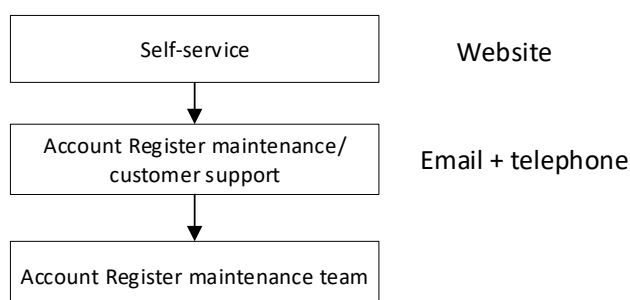 Self-service
Website
Account Register maintenance/
customer support
Email + telephone
Account Register maintenance team